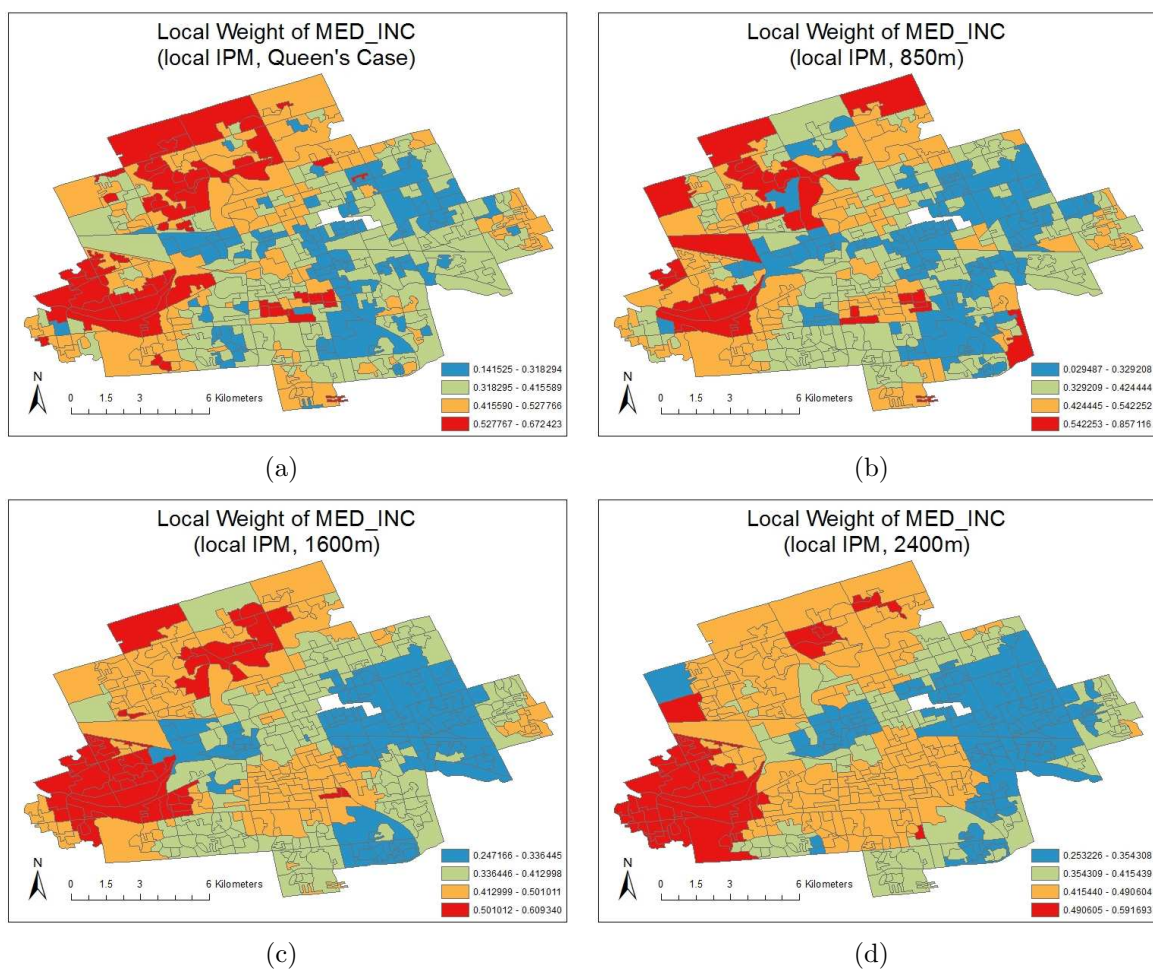 Local Weight of MED_INC
(local IPM, Queen's Case)
N
0 1.5 3 6 Kilometers
0.141525 - 0.318294
0.318295 - 0.415589
0.415590 - 0.527766
0.527767 - 0.672423
(a)
Local Weight of MED_INC
(local IPM, 850m)
N
0 1.5 3 6 Kilometers
0.029487 - 0.329208
0.329209 - 0.424444
0.424445 - 0.542252
0.542253 - 0.857116
(b)
Local Weight of MED_INC
(local IPM, 1600m)
N
0 1.5 3 6 Kilometers
0.247166 - 0.336445
0.336446 - 0.412998
0.412999 - 0.501011
0.501012 - 0.609340
(c)
Local Weight of MED_INC
(local IPM, 2400m)
N
0 1.5 3 6 Kilometers
0.253226 - 0.354308
0.354309 - 0.415439
0.415440 - 0.490604
0.490605 - 0.591693
(d)